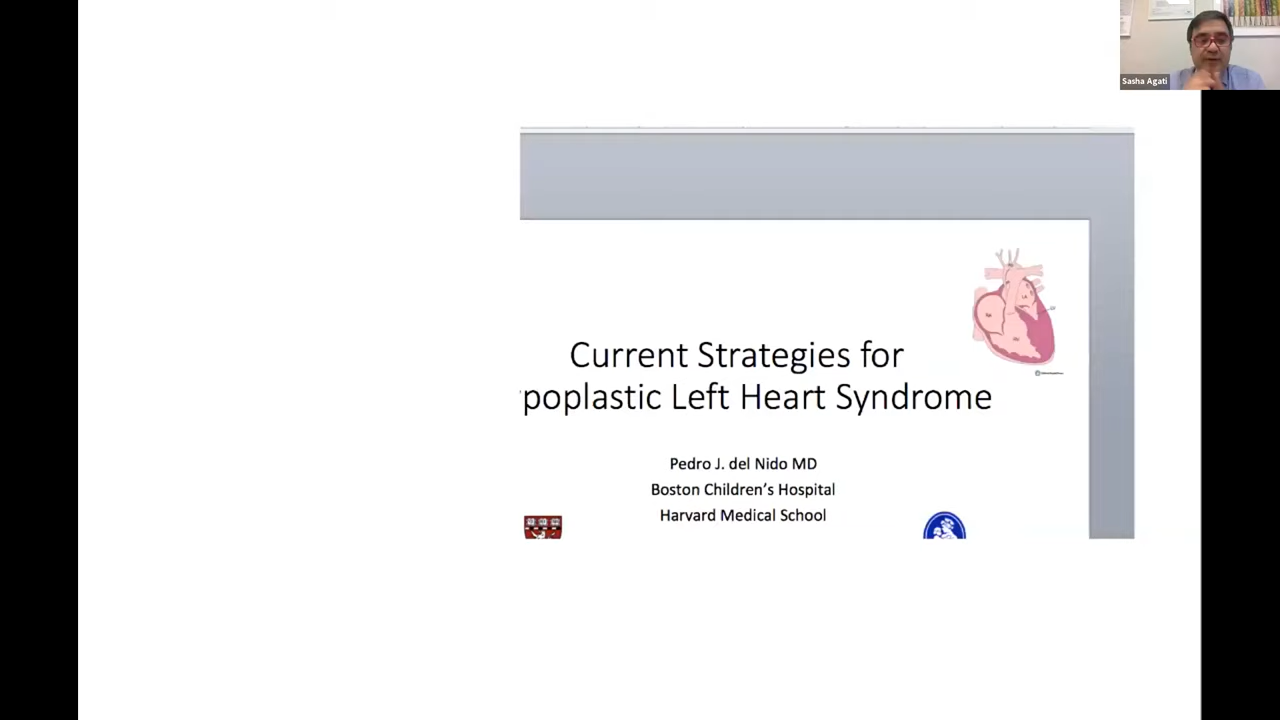 Sasha Agati
Current Strategies for
poplastic Left Heart Syndrome
Pedro J. del Nido MD
Boston Children's Hospital
Harvard Medical School